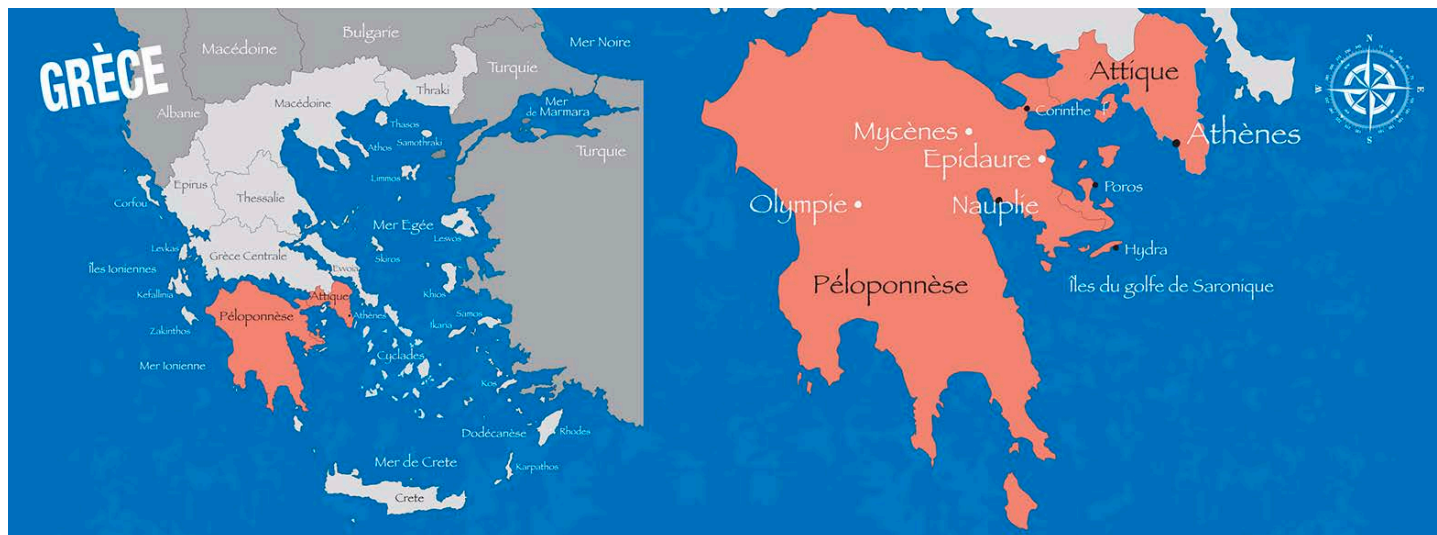 GRÈCE
Bulgarie
Macédoine
Mer Noire
Turquie
Thraki
Macédoine
Mer
de Marmara
Albanie
Thasos
Samothraki
Athos
Turquie
Limmos
Epirus
Thessalie
Corfou
Mer Egée
Lesvos
Levkas
Grèce Centrale
Skiros
Îles Ioniennes
Ewoia
Kefallinia
Attique
Khios
Péloponnèse
Athènes
Samos
Zakinthos
Ikaria
Cyclades
Mer Ionienne
Kos
Dodécanèse
Rhodes
Mer de Crete
Karpathos
Crete
Attique
Corinthe
Mycènes
Athènes
Epidaure
Poros
Olympie
Nauplie
Hydra
Péloponnèse
Îles du golfe de Saronique
N
W
E
S